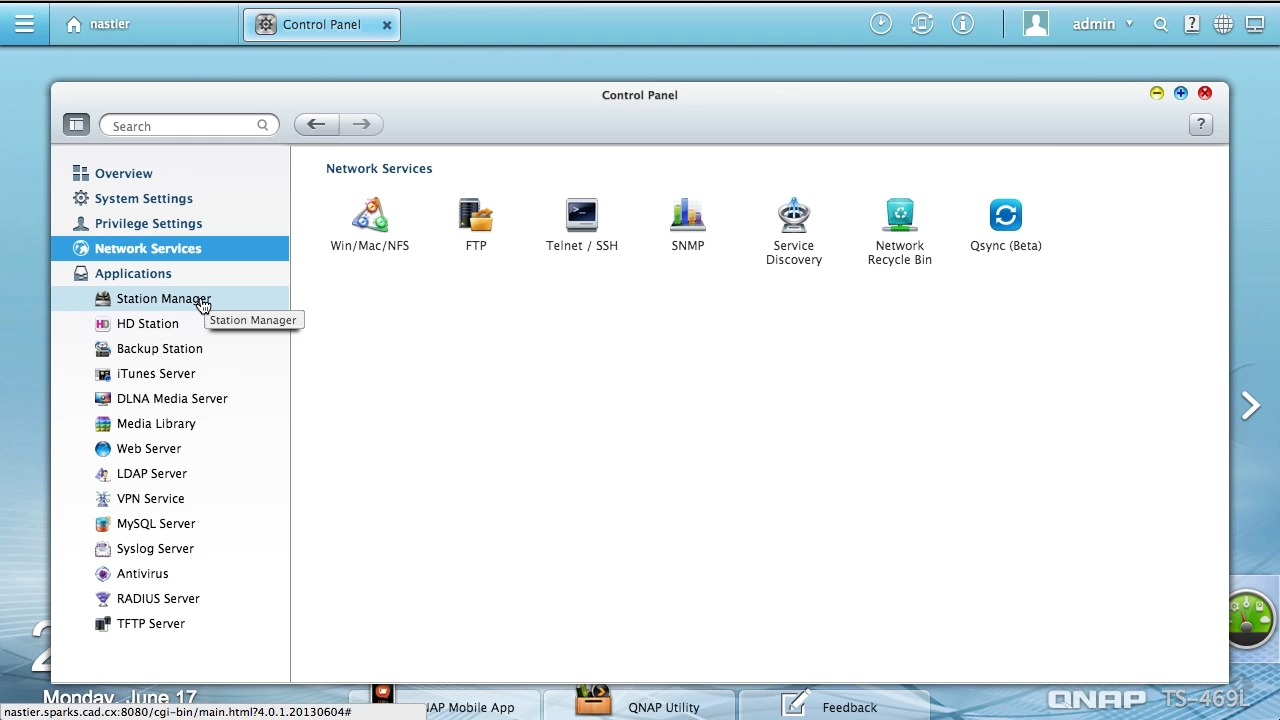 nastier
Control Panel
admin
Control Panel
Search
?
Overview
System Settings
Privilege Settings
Network Services
Applications
Station Manager
Station Manager
HD Station
Backup Station
iTunes Server
DLNA Media Server
Media Library
Web Server
LDAP Server
VPN Service
MySQL Server
Syslog Server
Antivirus
RADIUS Server
TFTP Server
Network Services
Win/Mac/NFS
FTP
Telnet / SSH
SNMP
Service
Discovery
Network
Recycle Bin
Qsync (Beta)
2
Monday, June 17
NAP Mobile App
QNAP Utility
Feedback
QNAP TS-469L
nastier.sparks.cad.cx:8080/cgi-bin/main.html?4.0.1.20130604#